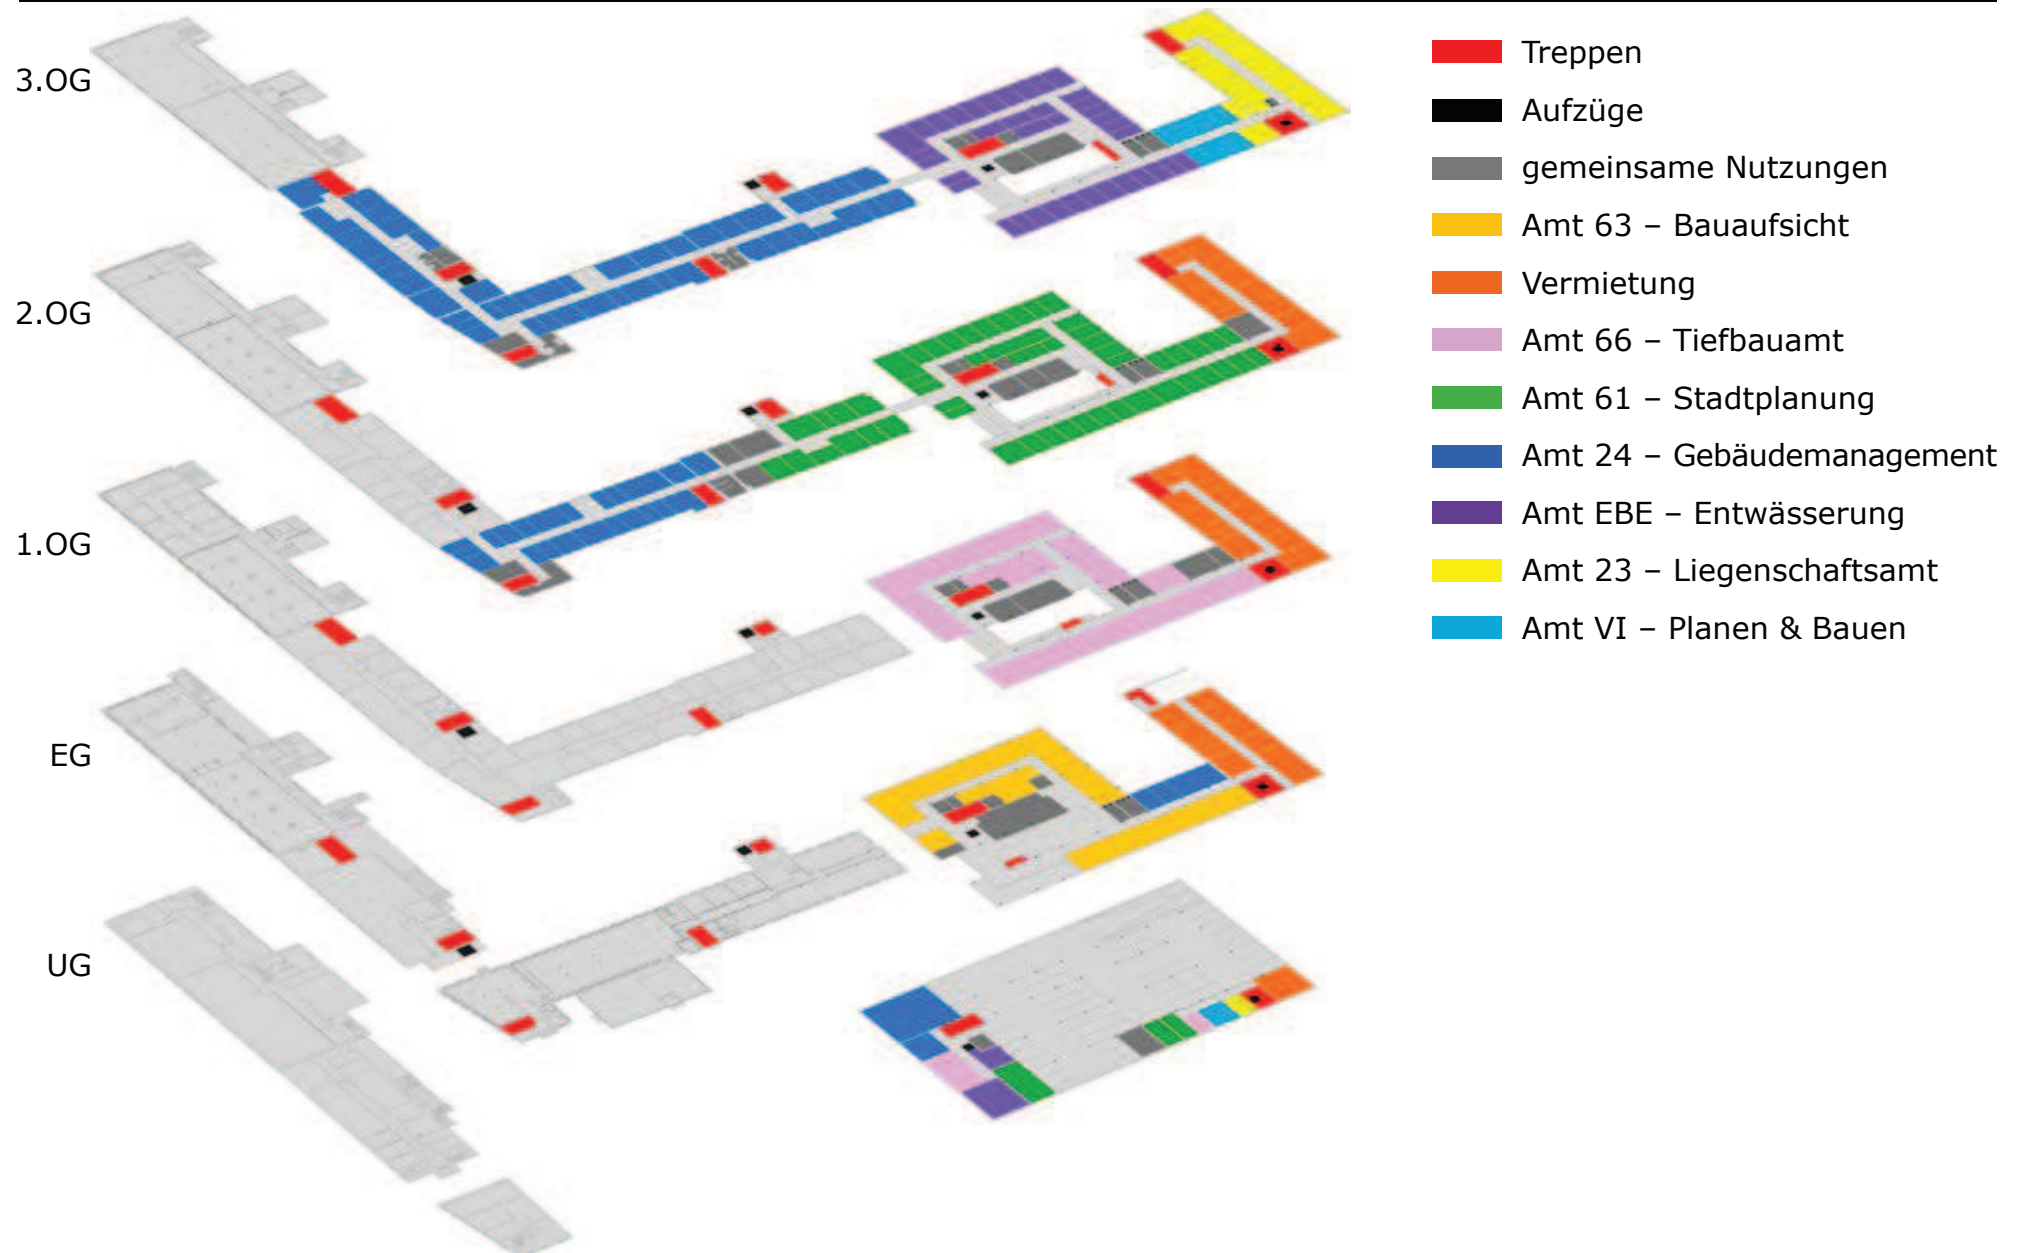 3.OG
2.OG
1.OG
EG
UG
Treppen
Aufzüge
gemeinsame Nutzungen
Amt 63 – Bauaufsicht
Vermietung
Amt 66 – Tiefbauamt
Amt 61 – Stadtplanung
Amt 24 – Gebäudemanagement
Amt EBE – Entwässerung
Amt 23 – Liegenschaftsamt
Amt VI – Planen & Bauen